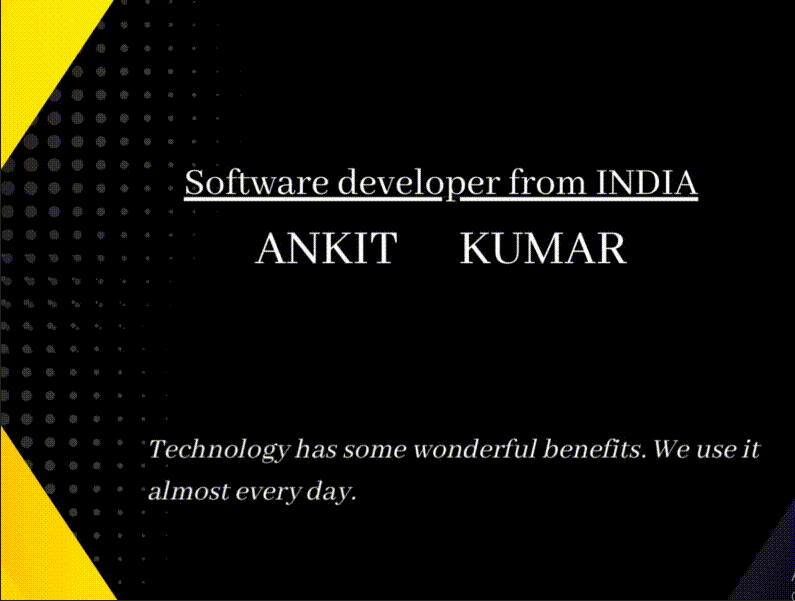 Software developer from INDIA
ANKIT KUMAR
Technology has some wonderful benefits. We use it
almost every day.